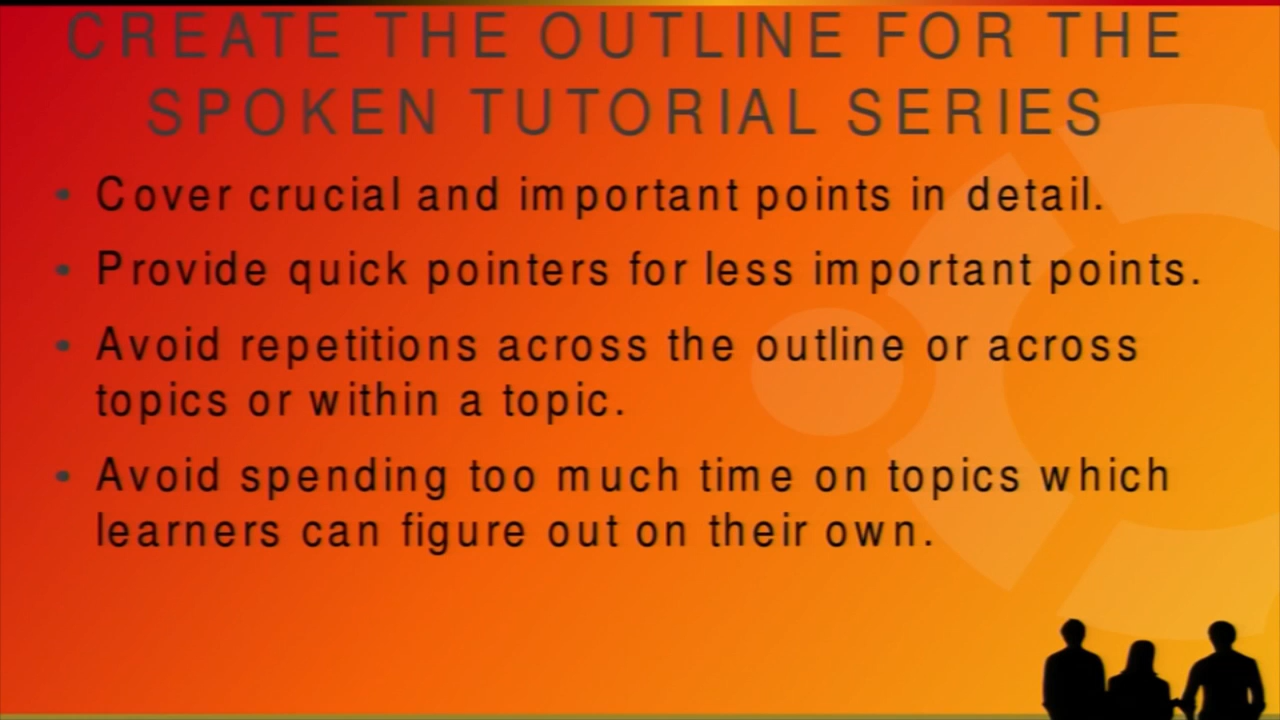 CREATE THE OUTLINE FOR THE
SPOKEN TUTORIAL SERIES
• Cover crucial and important points in detail.
• Provide quick pointers for less important points.
• Avoid repetitions across the outline or across
topics or within a topic.
• Avoid spending too much time on topics which
learners can figure out on their own.